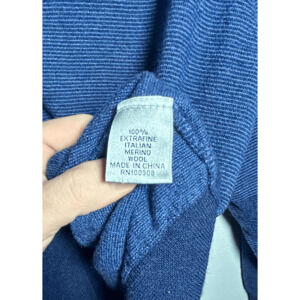 100%
EXTRAFINE
ITALIAN
MERINO
WOOL
MADE IN CHINA
RN100908